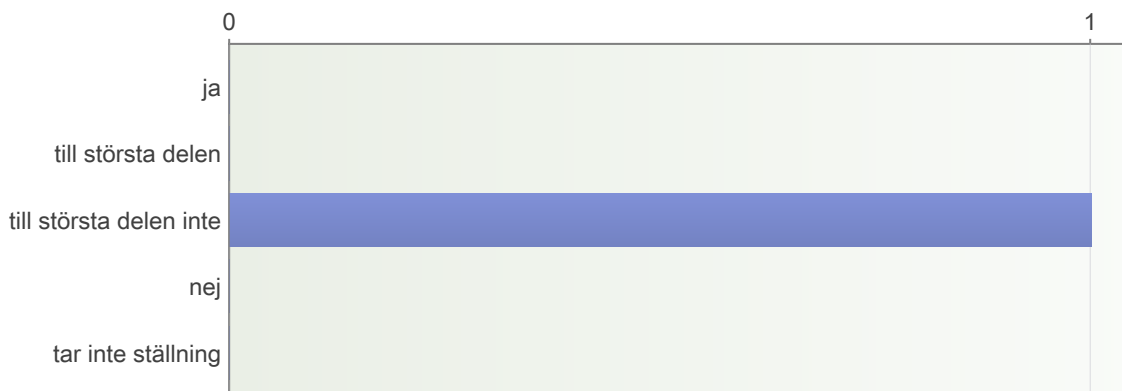 0 1
ja
till största delen
till största delen inte
nej
tar inte ställning